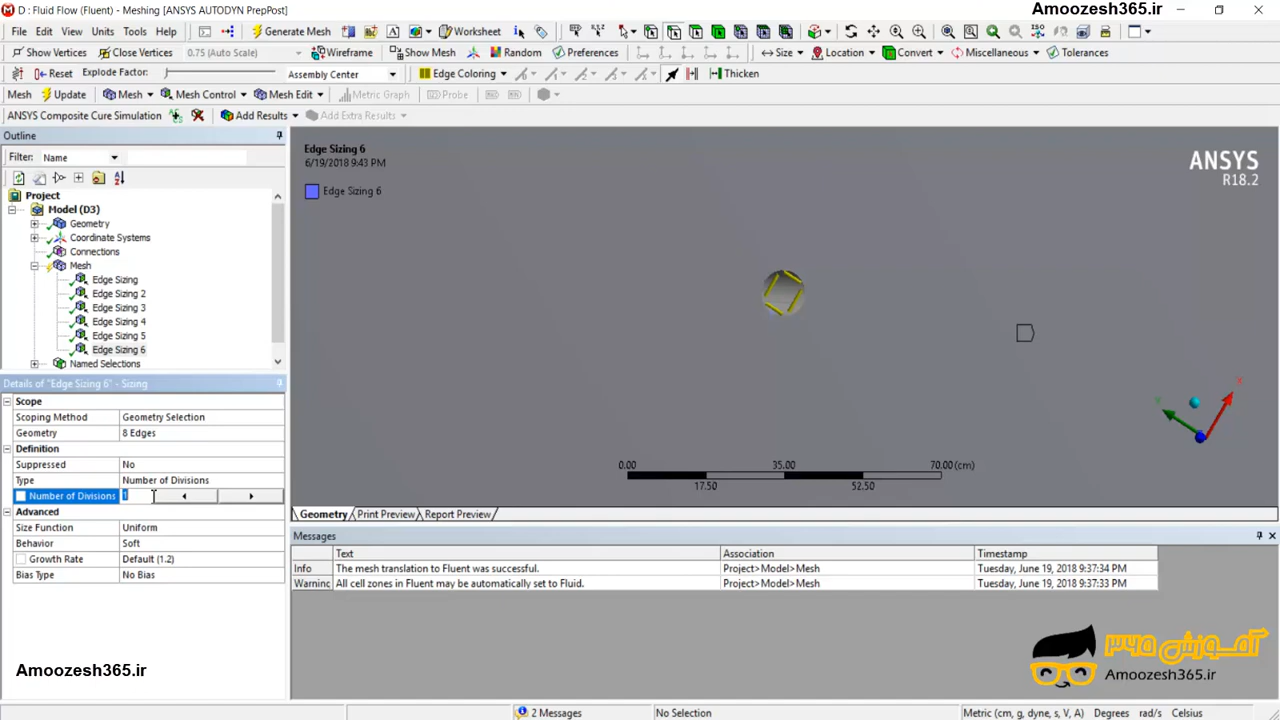 D : Fluid Flow (Fluent) - Meshing [ANSYS AUTODYN PrepPost]
Amoozesh365.ir
File Edit View Units Tools Help Generate Mesh Worksheet
Show Vertices Close Vertices 0.75 (Auto Scale) Wireframe Show Mesh Random Preferences Size Location Convert Miscellaneous Tolerances
Reset Explode Factor: Assembly Center Edge Coloring Thicken
Mesh Update Mesh Mesh Control Mesh Edit Metric Graph Probe
ANSYS Composite Cure Simulation Add Results Add Extra Results
Outline
Filter: Name
Project
Model (D3)
Geometry
Coordinate Systems
Connections
Mesh
Edge Sizing
Edge Sizing 2
Edge Sizing 3
Edge Sizing 4
Edge Sizing 5
Edge Sizing 6
Named Selections
Details of "Edge Sizing 6" - Sizing
Scope
Scoping Method Geometry Selection
Geometry 8 Edges
Definition
Suppressed No
Type Number of Divisions
Number of Divisions 1
Advanced
Size Function Uniform
Behavior Soft
Growth Rate Default (1.2)
Bias Type No Bias
Amoozesh365.ir
Edge Sizing 6
6/19/2018 9:43 PM
Edge Sizing 6
ANSYS
R18.2
0.00 35.00 70.00 (cm)
17.50 52.50
Geometry Print Preview Report Preview
Messages
Text Association Timestamp
Info The mesh translation to Fluent was successful. Project>Model>Mesh Tuesday, June 19, 2018 9:37:34 PM
Warninc All cell zones in Fluent may be automatically set to Fluid. Project>Model>Mesh Tuesday, June 19, 2018 9:37:33 PM
آموزش ۳۶۵
Amoozesh365.ir
2 Messages No Selection Metric (cm, g, dyne, s, V, A) Degrees rad/s Celsius